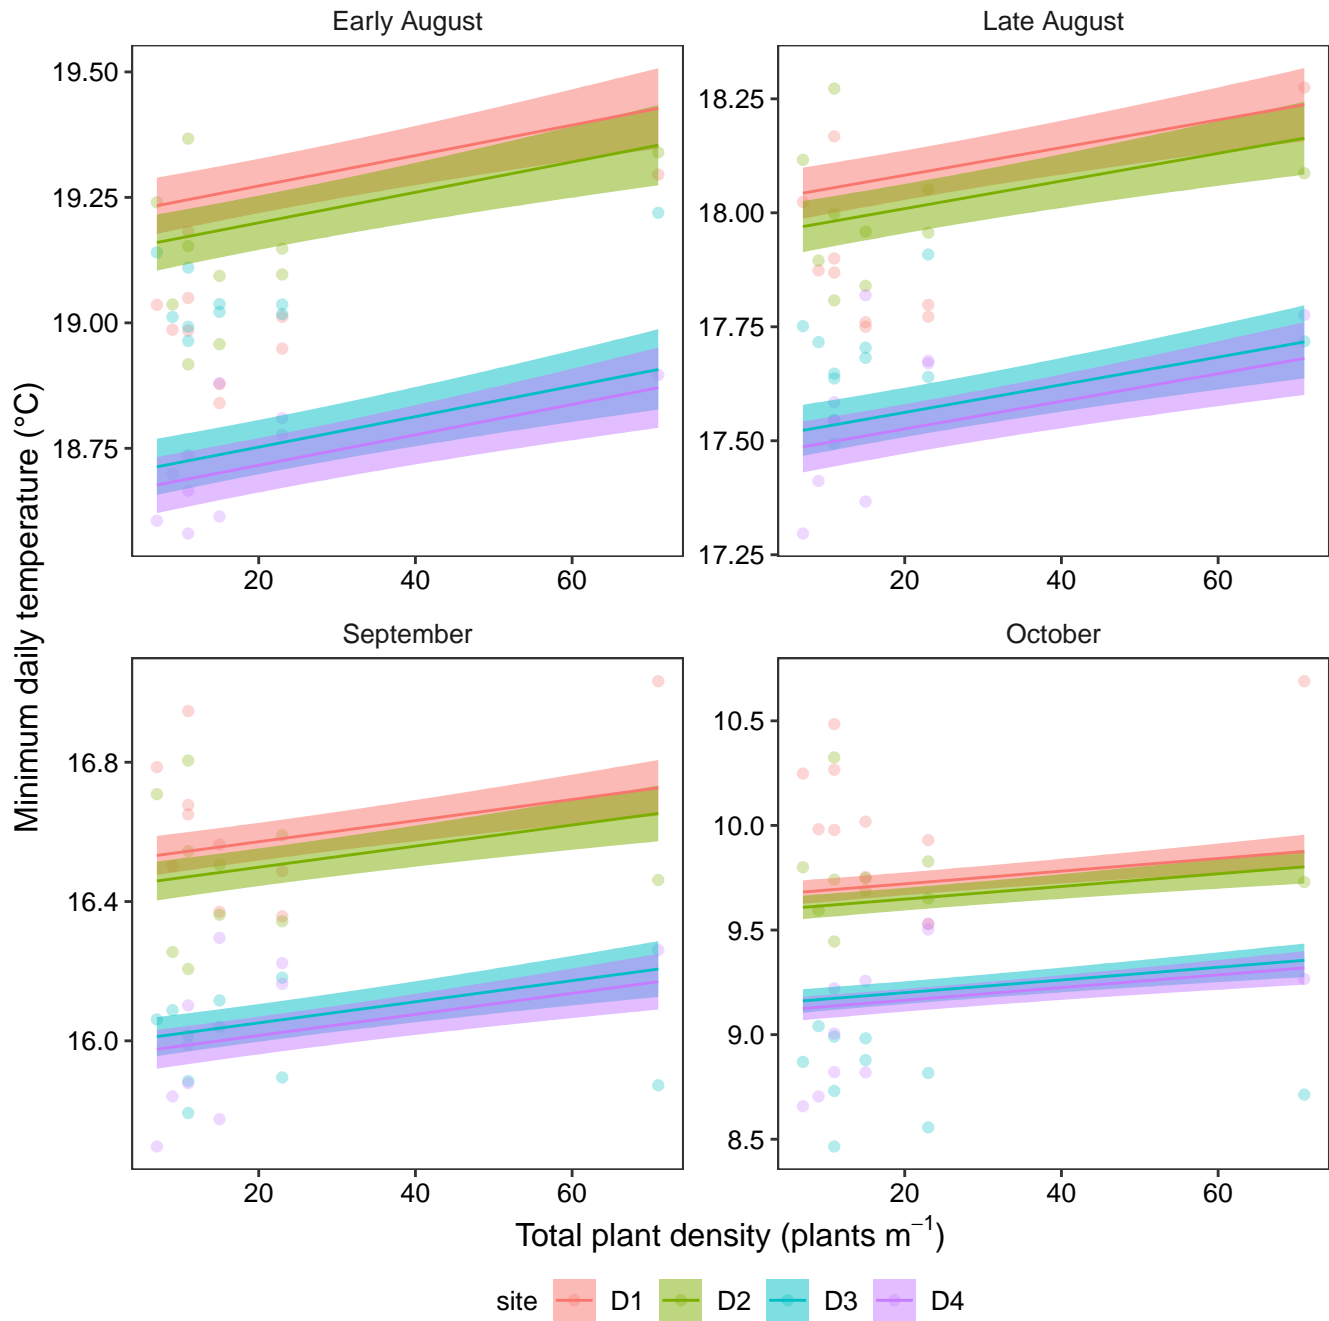 Early August
Late August
19.50
19.25
19.00
18.75
18.25
18.00
17.75
17.50
17.25
20 40 60
20 40 60
Minimum daily temperature (°C)
September
October
16.8
16.4
16.0
10.5
10.0
9.5
9.0
8.5
20 40 60
20 40 60
Total plant density (plants m⁻¹)
site D1 D2 D3 D4